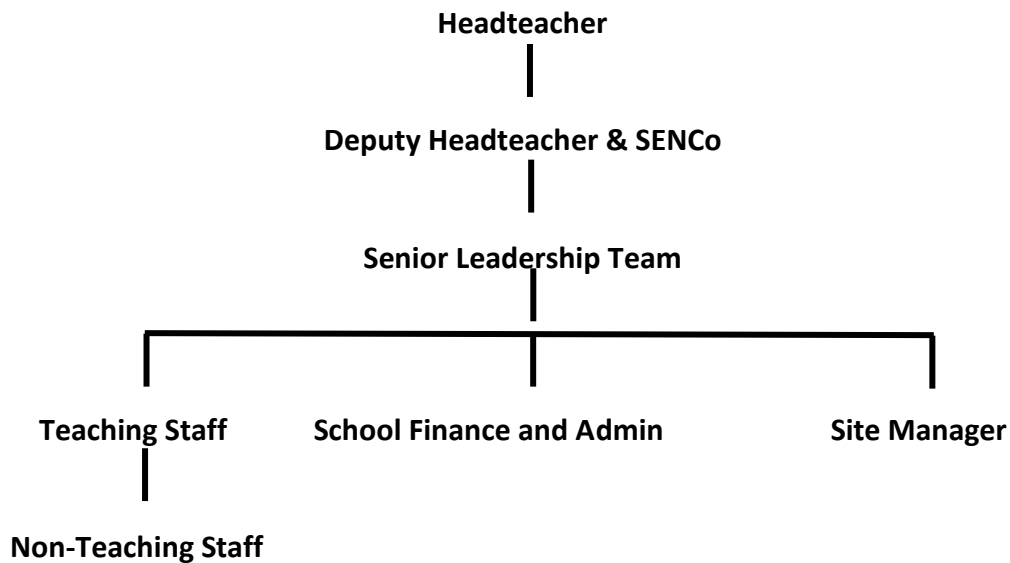 Headteacher
Deputy Headteacher & SENCo
Senior Leadership Team
Teaching Staff
School Finance and Admin
Site Manager
Non-Teaching Staff